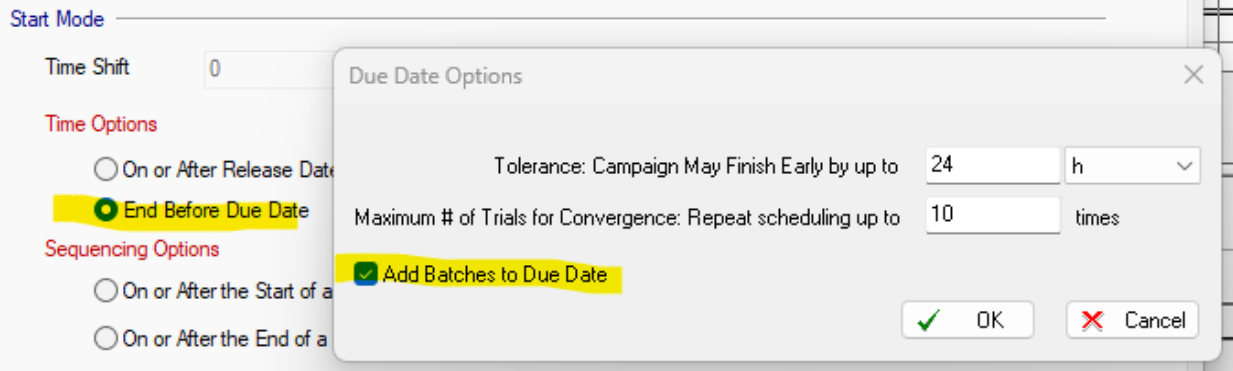 Start Mode
Time Shift 0
Due Date Options
Time Options
Tolerance: Campaign May Finish Early by up to 24 h
On or After Release Date
End Before Due Date
Maximum # of Trials for Convergence: Repeat scheduling up to 10 times
Sequencing Options
Add Batches to Due Date
On or After the Start of a
OK Cancel
On or After the End of a